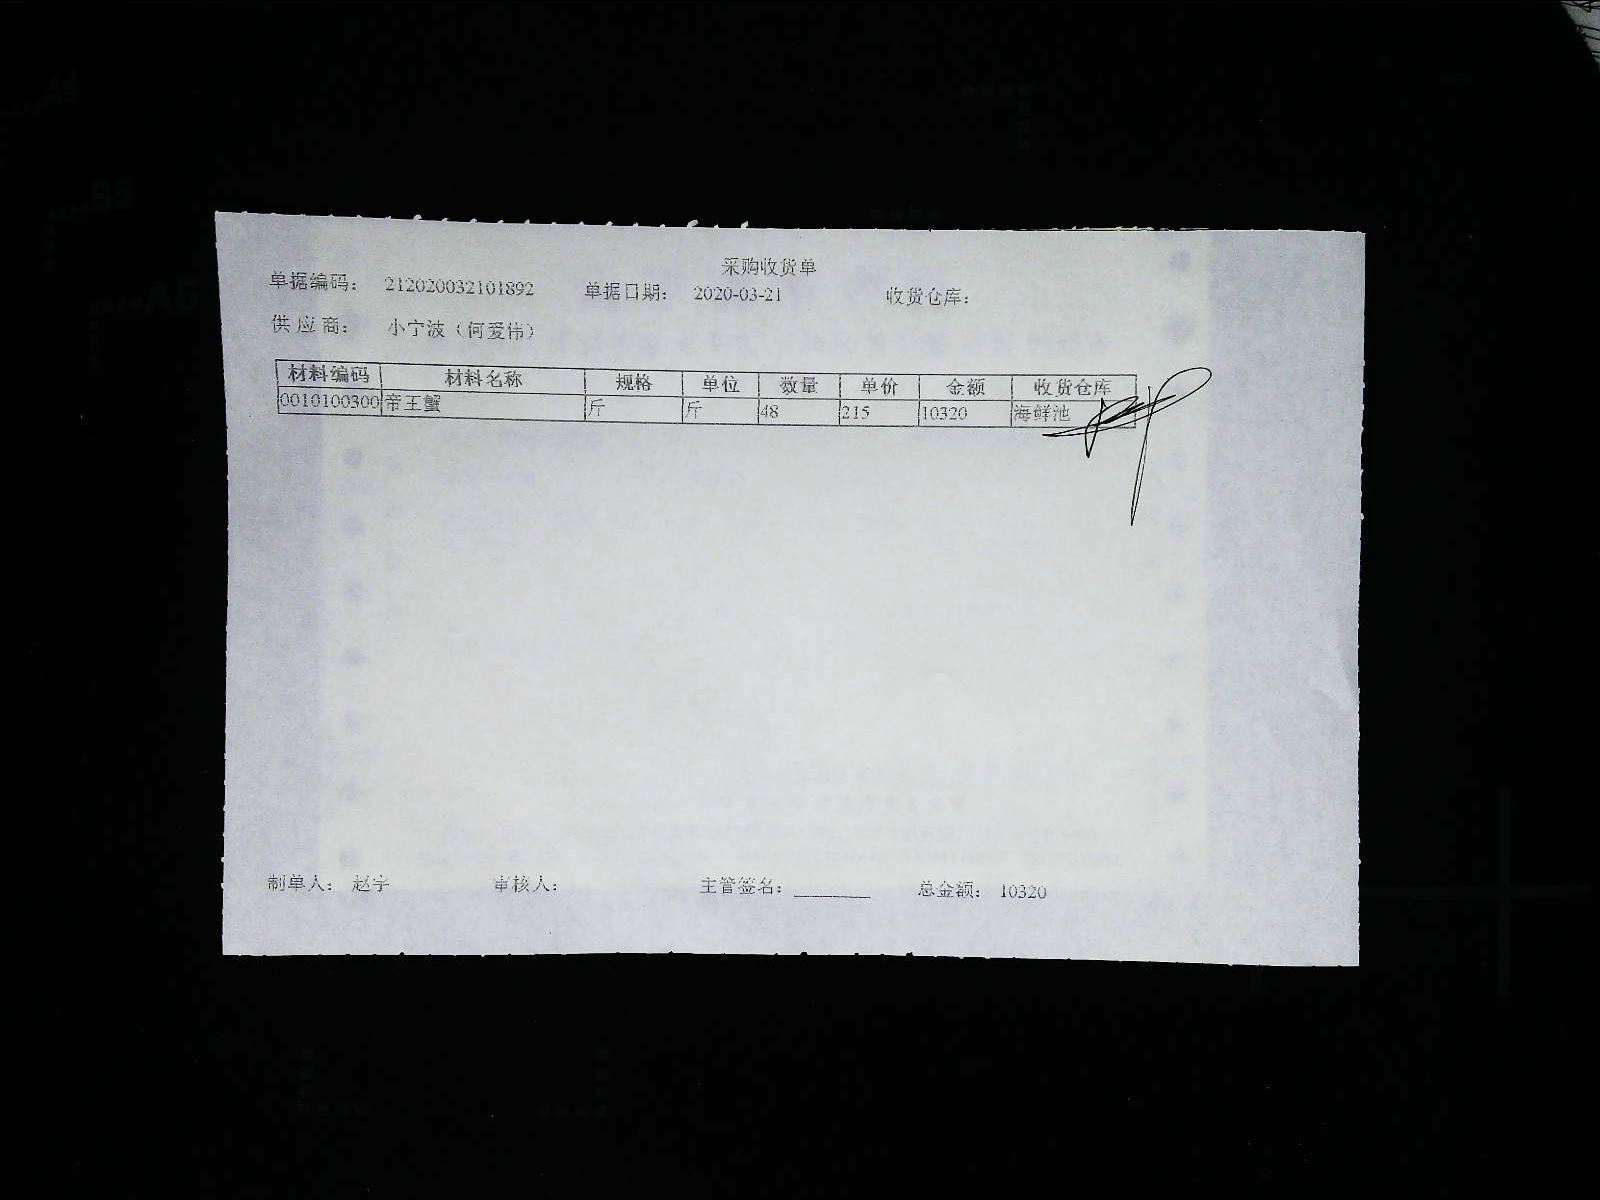 采购收货单
单据编码： 212020032101892 单据日期： 2020-03-21 收货仓库：
供应商： 小宁波（何爱伟）
材料编码 材料名称 规格 单位 数量 单价 金额 收货仓库
0010100300 帝王蟹 斤 斤 48 215 10320 海鲜池
制单人： 赵宇 审核人： 主管签名： 总金额： 10320